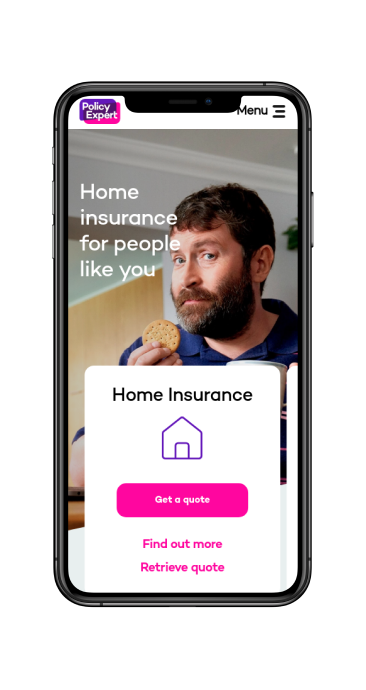 Policy
Expert
Menu
Home
insurance
for people
like you
Home Insurance
Get a quote
Find out more
Retrieve quote